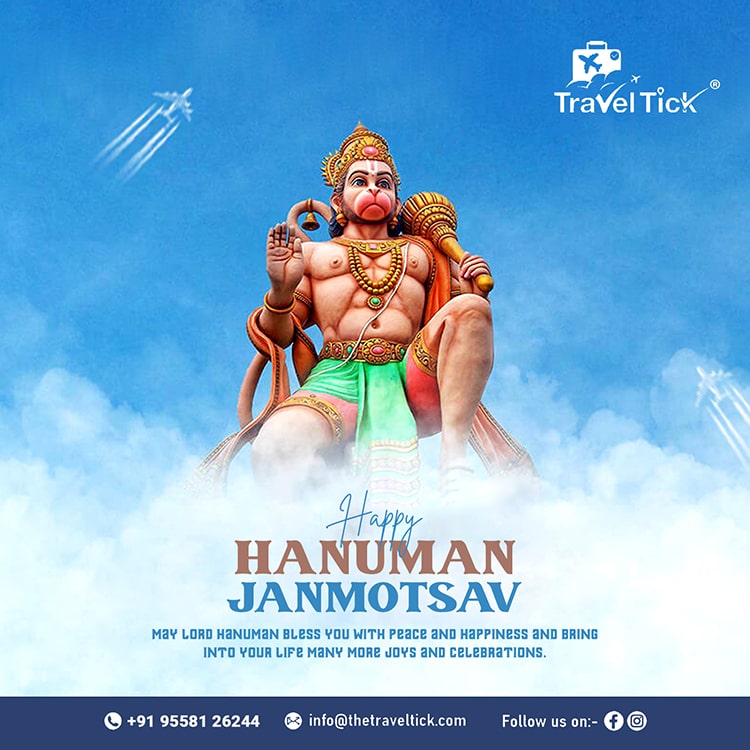 Travel Tick ®
Happy
HANUMAN
JANMOTSAV
MAY LORD HANUMAN BLESS YOU WITH PEACE AND HAPPINESS AND BRING
INTO YOUR LIFE MANY MORE JOYS AND CELEBRATIONS.
+91 95581 26244 info@thetraveltick.com Follow us on:-